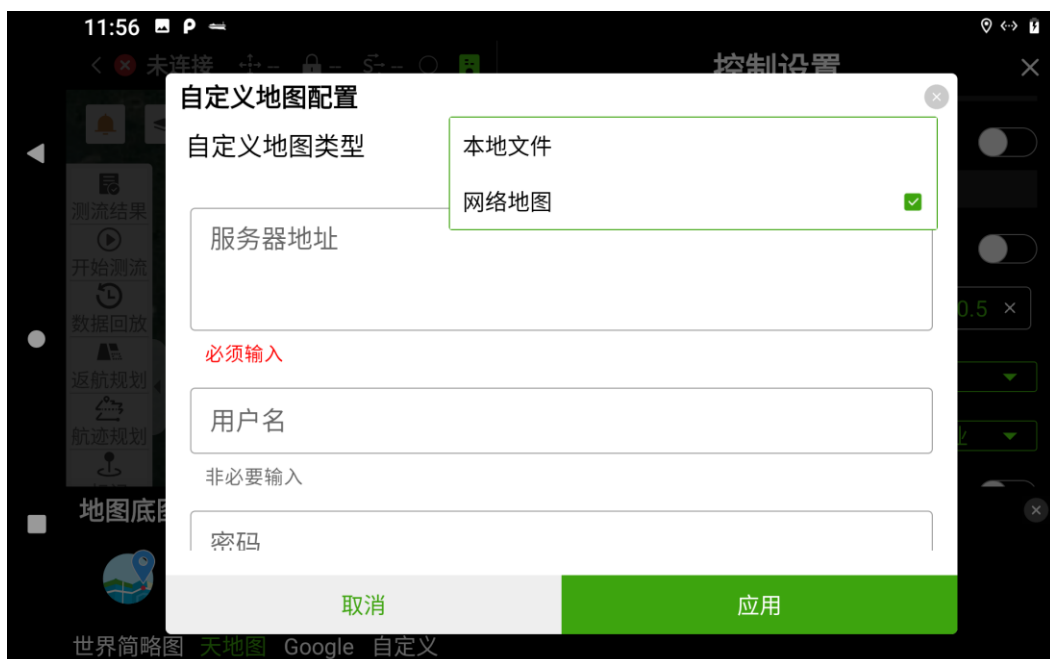 11:56
未连接
控制设置
自定义地图配置
自定义地图类型
本地文件
网络地图
测流结果
服务器地址
开始测流
0.5
数据回放
必须输入
返航规划
用户名
航迹规划
业
非必要输入
地图底图
密码
取消
应用
世界简略图 天地图 Google 自定义